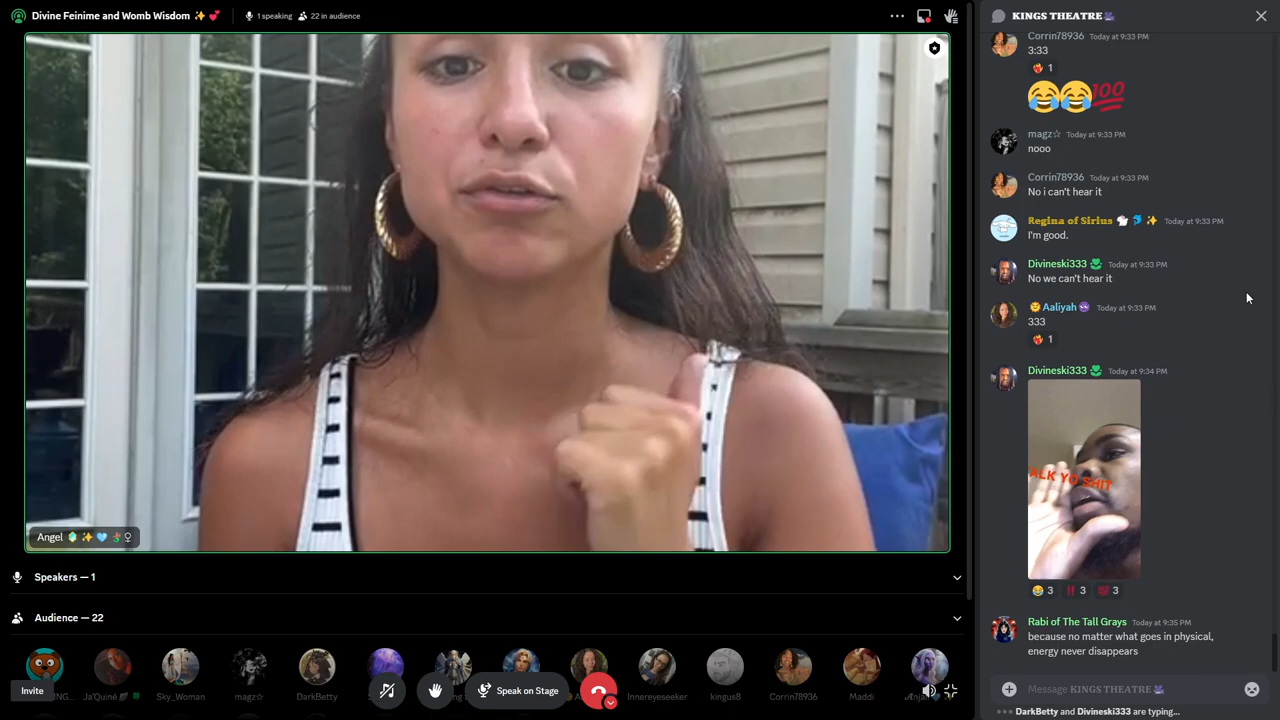 Divine Feinime and Womb Wisdom ✨ 💕
1 speaking 22 in audience
KINGS THEATRE
Corrin78936 Today at 9:33 PM
3:33
1
😂😂💯
magz☆ Today at 9:33 PM
nooo
Corrin78936 Today at 9:33 PM
No i can't hear it
Regina of Sirius Today at 9:33 PM
I'm good.
Divineski333 Today at 9:33 PM
No we can't hear it
Aaliyah Today at 9:33 PM
333
1
Divineski333 Today at 9:34 PM
ALK YO SHIT
😂 3 ‼ 3 💯 3
Rabi of The Tall Grays Today at 9:35 PM
because no matter what goes in physical,
energy never disappears
Message KINGS THEATRE
DarkBetty and Divineski333 are typing...
Angel
Speakers — 1
Audience — 22
Ja'Quiné Sky_Woman magz☆ DarkBetty Innereyeseeker kingus8 Corrin78936 Maddi
Invite
Speak on Stage